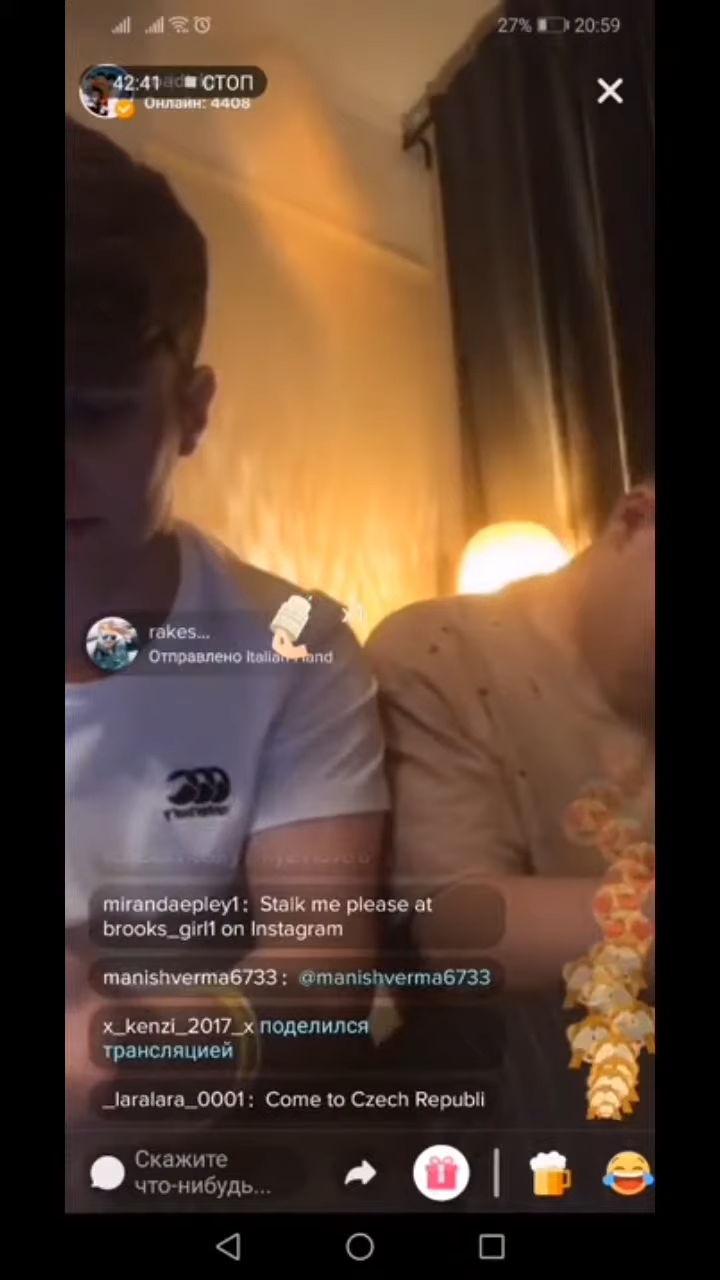 27% 20:59
42:41 СТОП
Онлайн: 4408
rakes...
Отправлено Italian Hand
mirandaepley1: Stalk me please at
brooks_girl1 on Instagram
manishverma6733: @manishverma6733
x_kenzi_2017_x поделился
трансляцией
_laralara_0001: Come to Czech Republi
Скажите
что-нибудь...